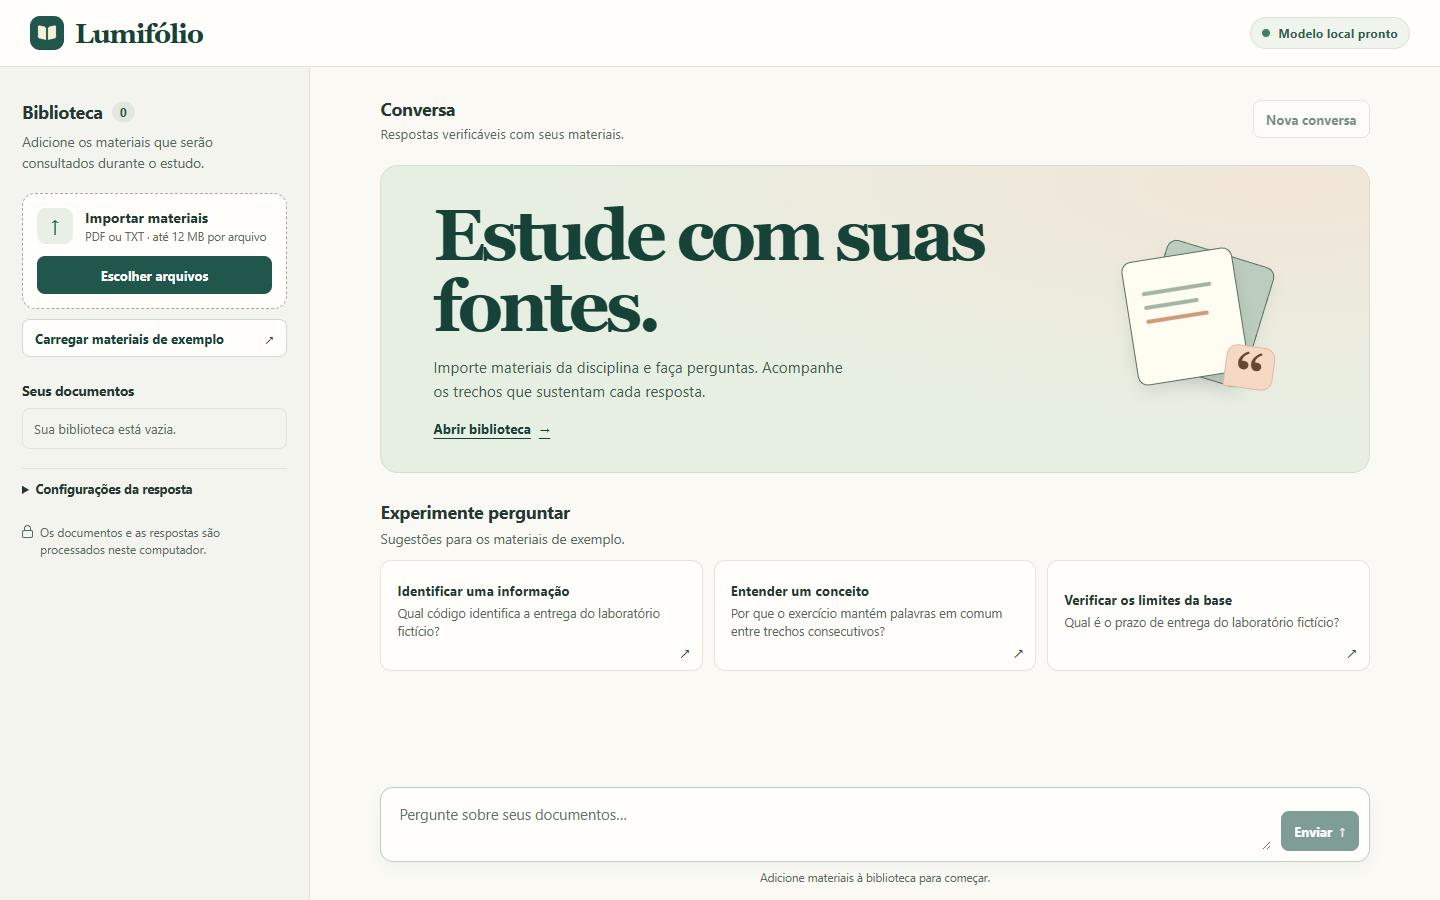 Lumifólio
Modelo local pronto
Biblioteca 0
Adicione os materiais que serão
consultados durante o estudo.
↑
Importar materiais
PDF ou TXT · até 12 MB por arquivo
Escolher arquivos
Carregar materiais de exemplo ↗
Seus documentos
Sua biblioteca está vazia.
▶ Configurações da resposta
Os documentos e as respostas são
processados neste computador.
Conversa
Respostas verificáveis com seus materiais.
Nova conversa
Estude com suas
fontes.
Importe materiais da disciplina e faça perguntas. Acompanhe
os trechos que sustentam cada resposta.
Abrir biblioteca →
“
Experimente perguntar
Sugestões para os materiais de exemplo.
Identificar uma informação
Qual código identifica a entrega do laboratório
fictício?
↗
Entender um conceito
Por que o exercício mantém palavras em comum
entre trechos consecutivos?
↗
Verificar os limites da base
Qual é o prazo de entrega do laboratório fictício?
↗
Pergunte sobre seus documentos...
Enviar ↑
Adicione materiais à biblioteca para começar.